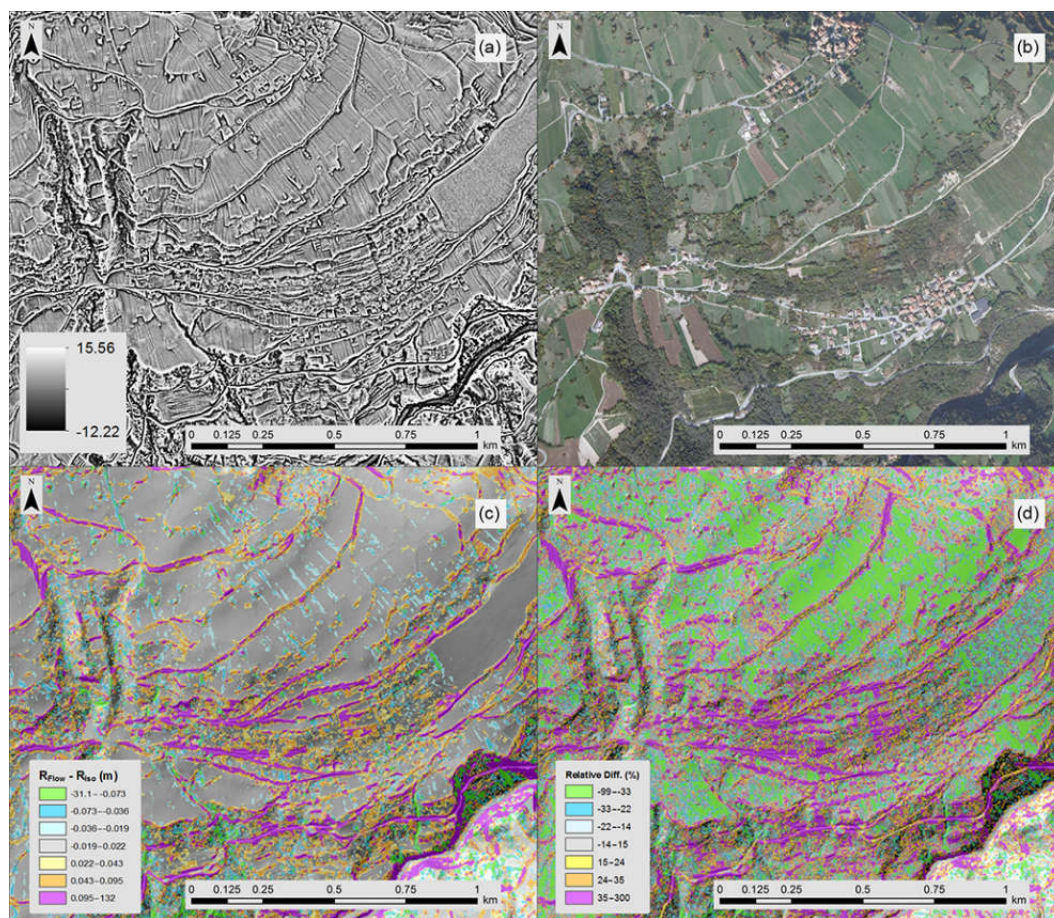 N
(a)
15.56
-12.22
0 0.125 0.25 0.5 0.75 1
km
N
(b)
0 0.125 0.25 0.5 0.75 1
km
N
(c)
R_Flow - R_Iso (m)
-31.1--0.073
-0.073--0.036
-0.036--0.019
-0.019-0.022
0.022-0.043
0.043-0.095
0.095-132
0 0.125 0.25 0.5 0.75 1
km
N
(d)
Relative Diff. (%)
-99--33
-33--22
-22-14
-14-15
15-24
24-35
35-300
0 0.125 0.25 0.5 0.75 1
km